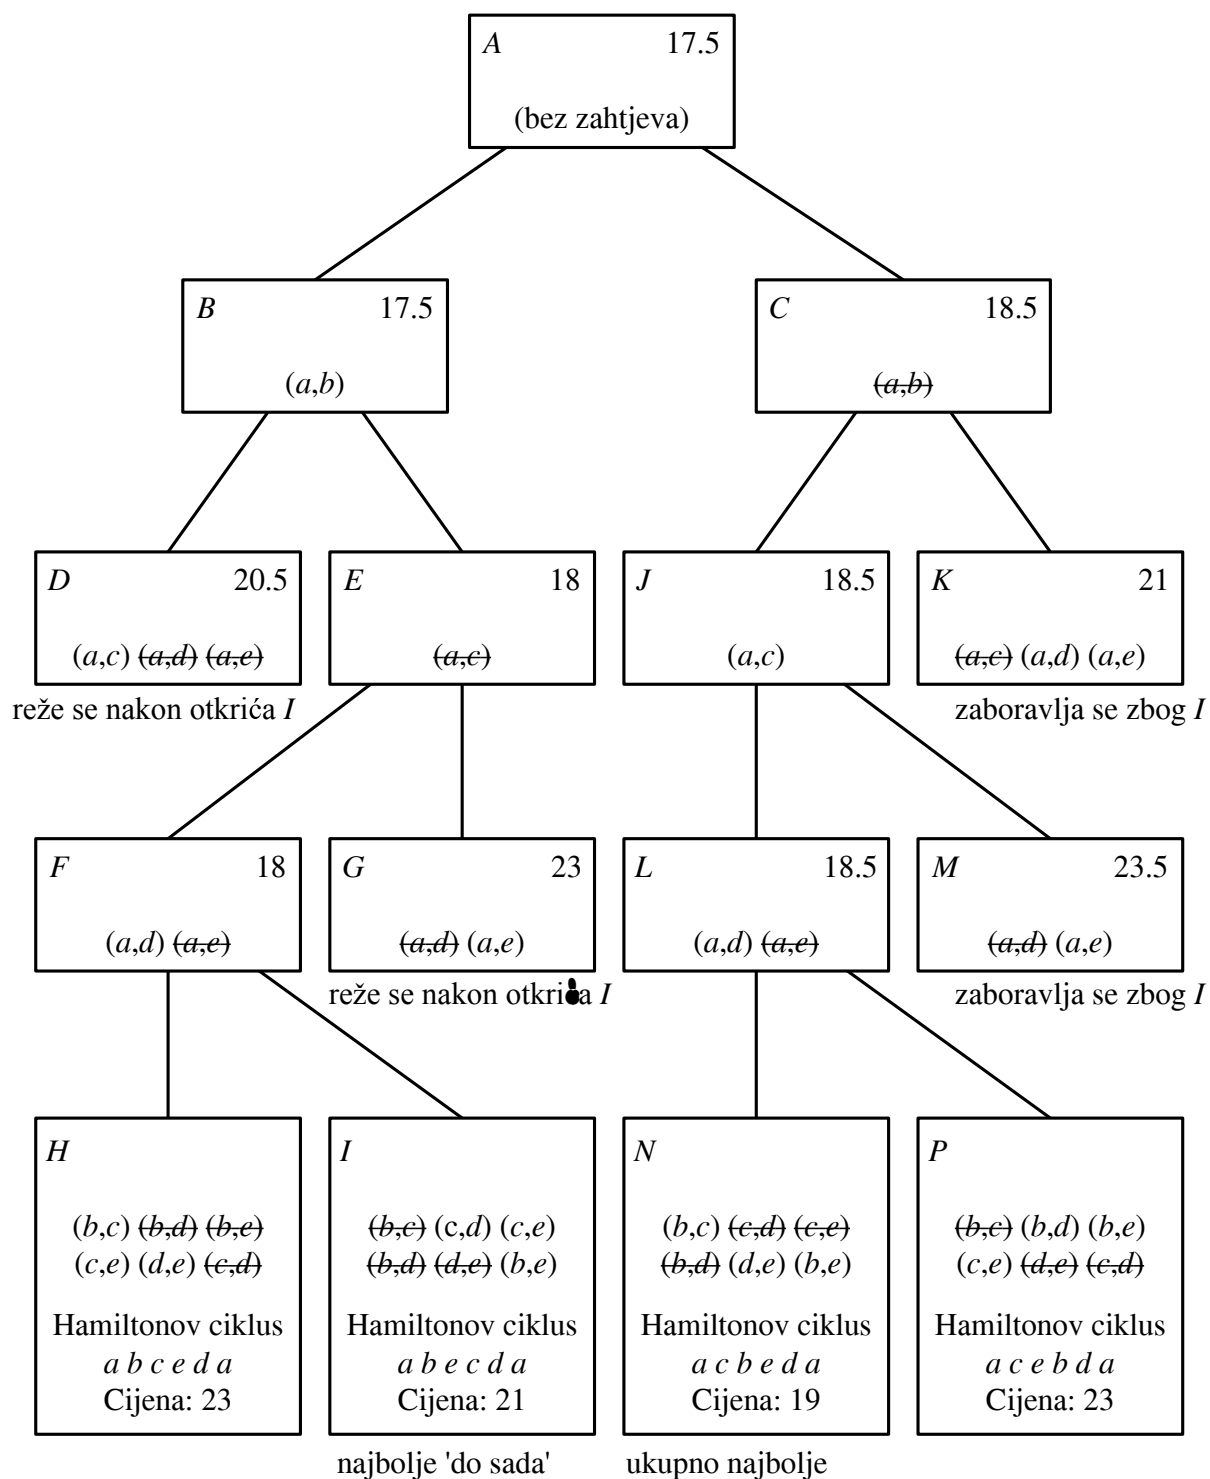 A 17.5
(bez zahtjeva)
B 17.5
(a,b)
C 18.5
(a,b)
D 20.5
(a,c) (a,d) (a,e)
reže se nakon otkrića I
E 18
(a,c)
J 18.5
(a,c)
K 21
(a,c) (a,d) (a,e)
zaboravlja se zbog I
F 18
(a,d) (a,e)
G 23
(a,d) (a,e)
reže se nakon otkrića I
L 18.5
(a,d) (a,e)
M 23.5
(a,d) (a,e)
zaboravlja se zbog I
H
(b,c) (b,d) (b,e)
(c,e) (d,e) (c,d)
Hamiltonov ciklus
a b c e d a
Cijena: 23
I
(b,c) (c,d) (c,e)
(b,d) (d,e) (b,e)
Hamiltonov ciklus
a b e c d a
Cijena: 21
najbolje 'do sada'
N
(b,c) (c,d) (c,e)
(b,d) (d,e) (b,e)
Hamiltonov ciklus
a c b e d a
Cijena: 19
ukupno najbolje
P
(b,c) (b,d) (b,e)
(c,e) (d,e) (c,d)
Hamiltonov ciklus
a c e b d a
Cijena: 23